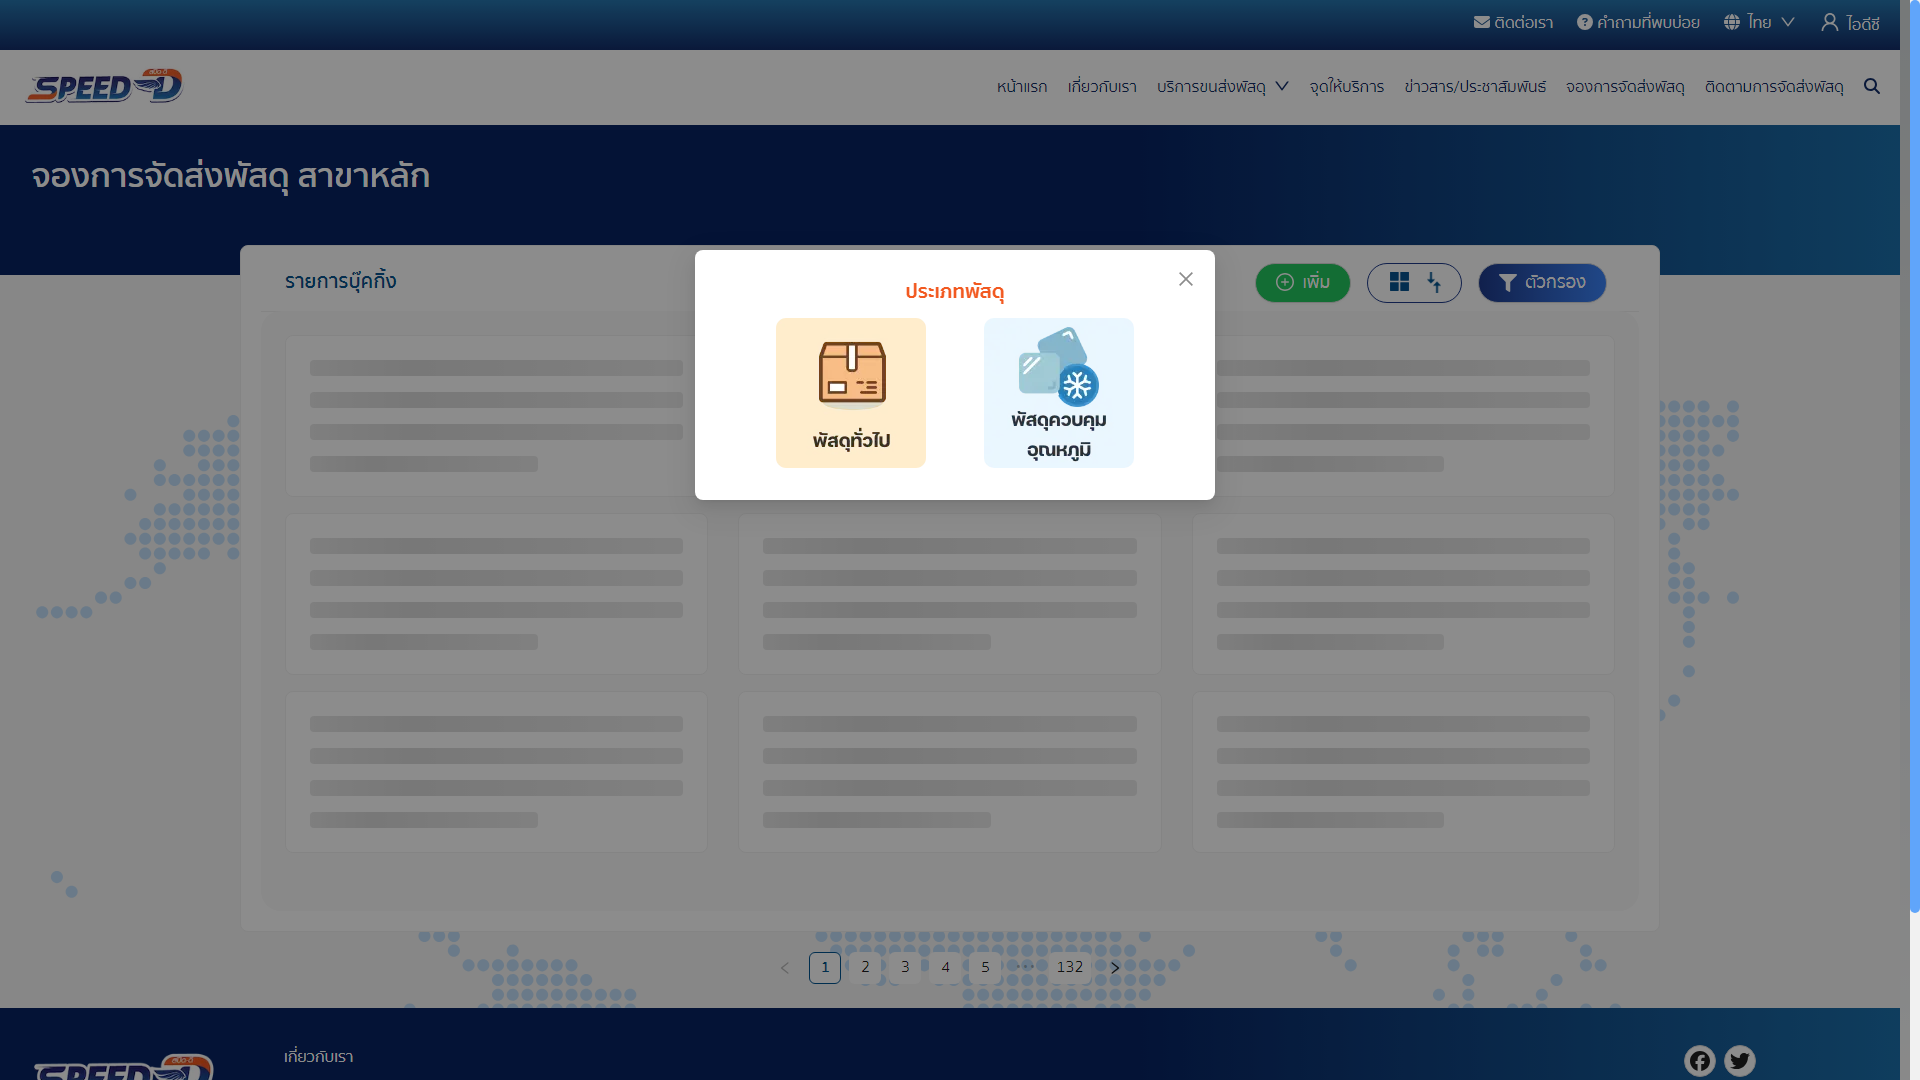 ติดต่อเรา
คำถามที่พบบ่อย
ไทย
ไอดีซี
สปีด-ดี
SPEED-D
หน้าแรก
เกี่ยวกับเรา
บริการขนส่งพัสดุ
จุดให้บริการ
ข่าวสาร/ประชาสัมพันธ์
จองการจัดส่งพัสดุ
ติดตามการจัดส่งพัสดุ
จองการจัดส่งพัสดุ สาขาหลัก
รายการบุ๊คกิ้ง
เพิ่ม
ตัวกรอง
ประเภทพัสดุ
พัสดุทั่วไป
พัสดุควบคุม
อุณหภูมิ
1 2 3 4 5 ••• 132
เกี่ยวกับเรา
สปีด-ดี
SPEED-D